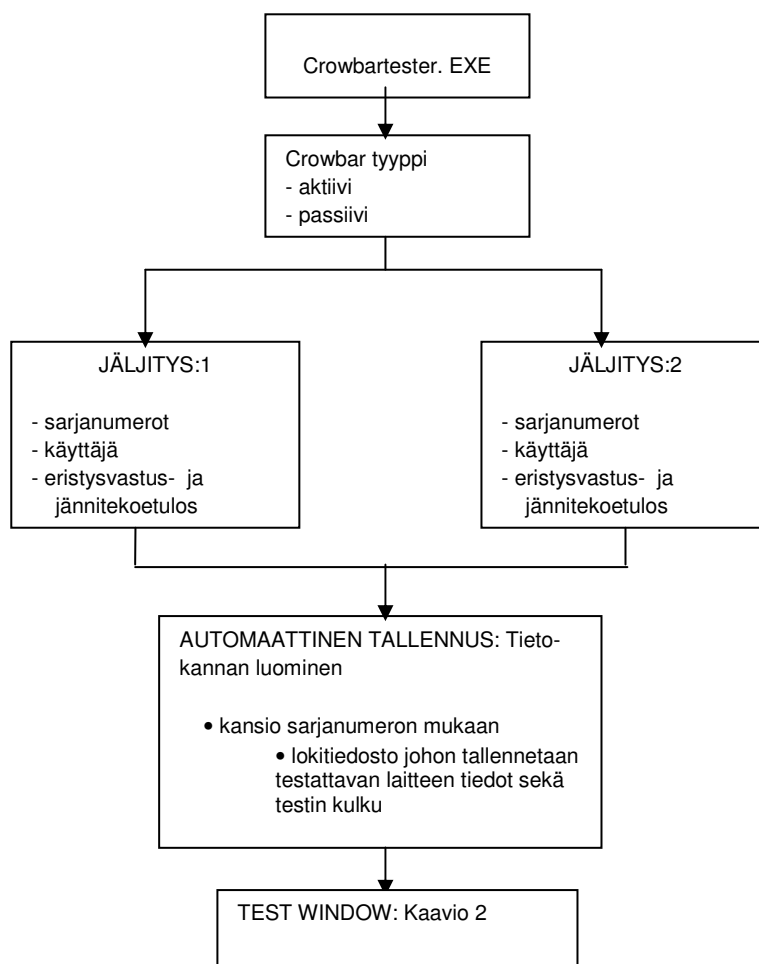 Crowbartester. EXE
Crowbar tyyppi
- aktiivi
- passiivi
JÄLJITYS:1
- sarjanumerot
- käyttäjä
- eristysvastus- ja
jännitekoetulos
JÄLJITYS:2
- sarjanumerot
- käyttäjä
- eristysvastus- ja
jännitekoetulos
AUTOMAATTINEN TALLENNUS: Tieto-
kannan luominen
• kansio sarjanumeron mukaan
• lokitiedosto johon tallennetaan
testattavan laitteen tiedot sekä
testin kulku
TEST WINDOW: Kaavio 2